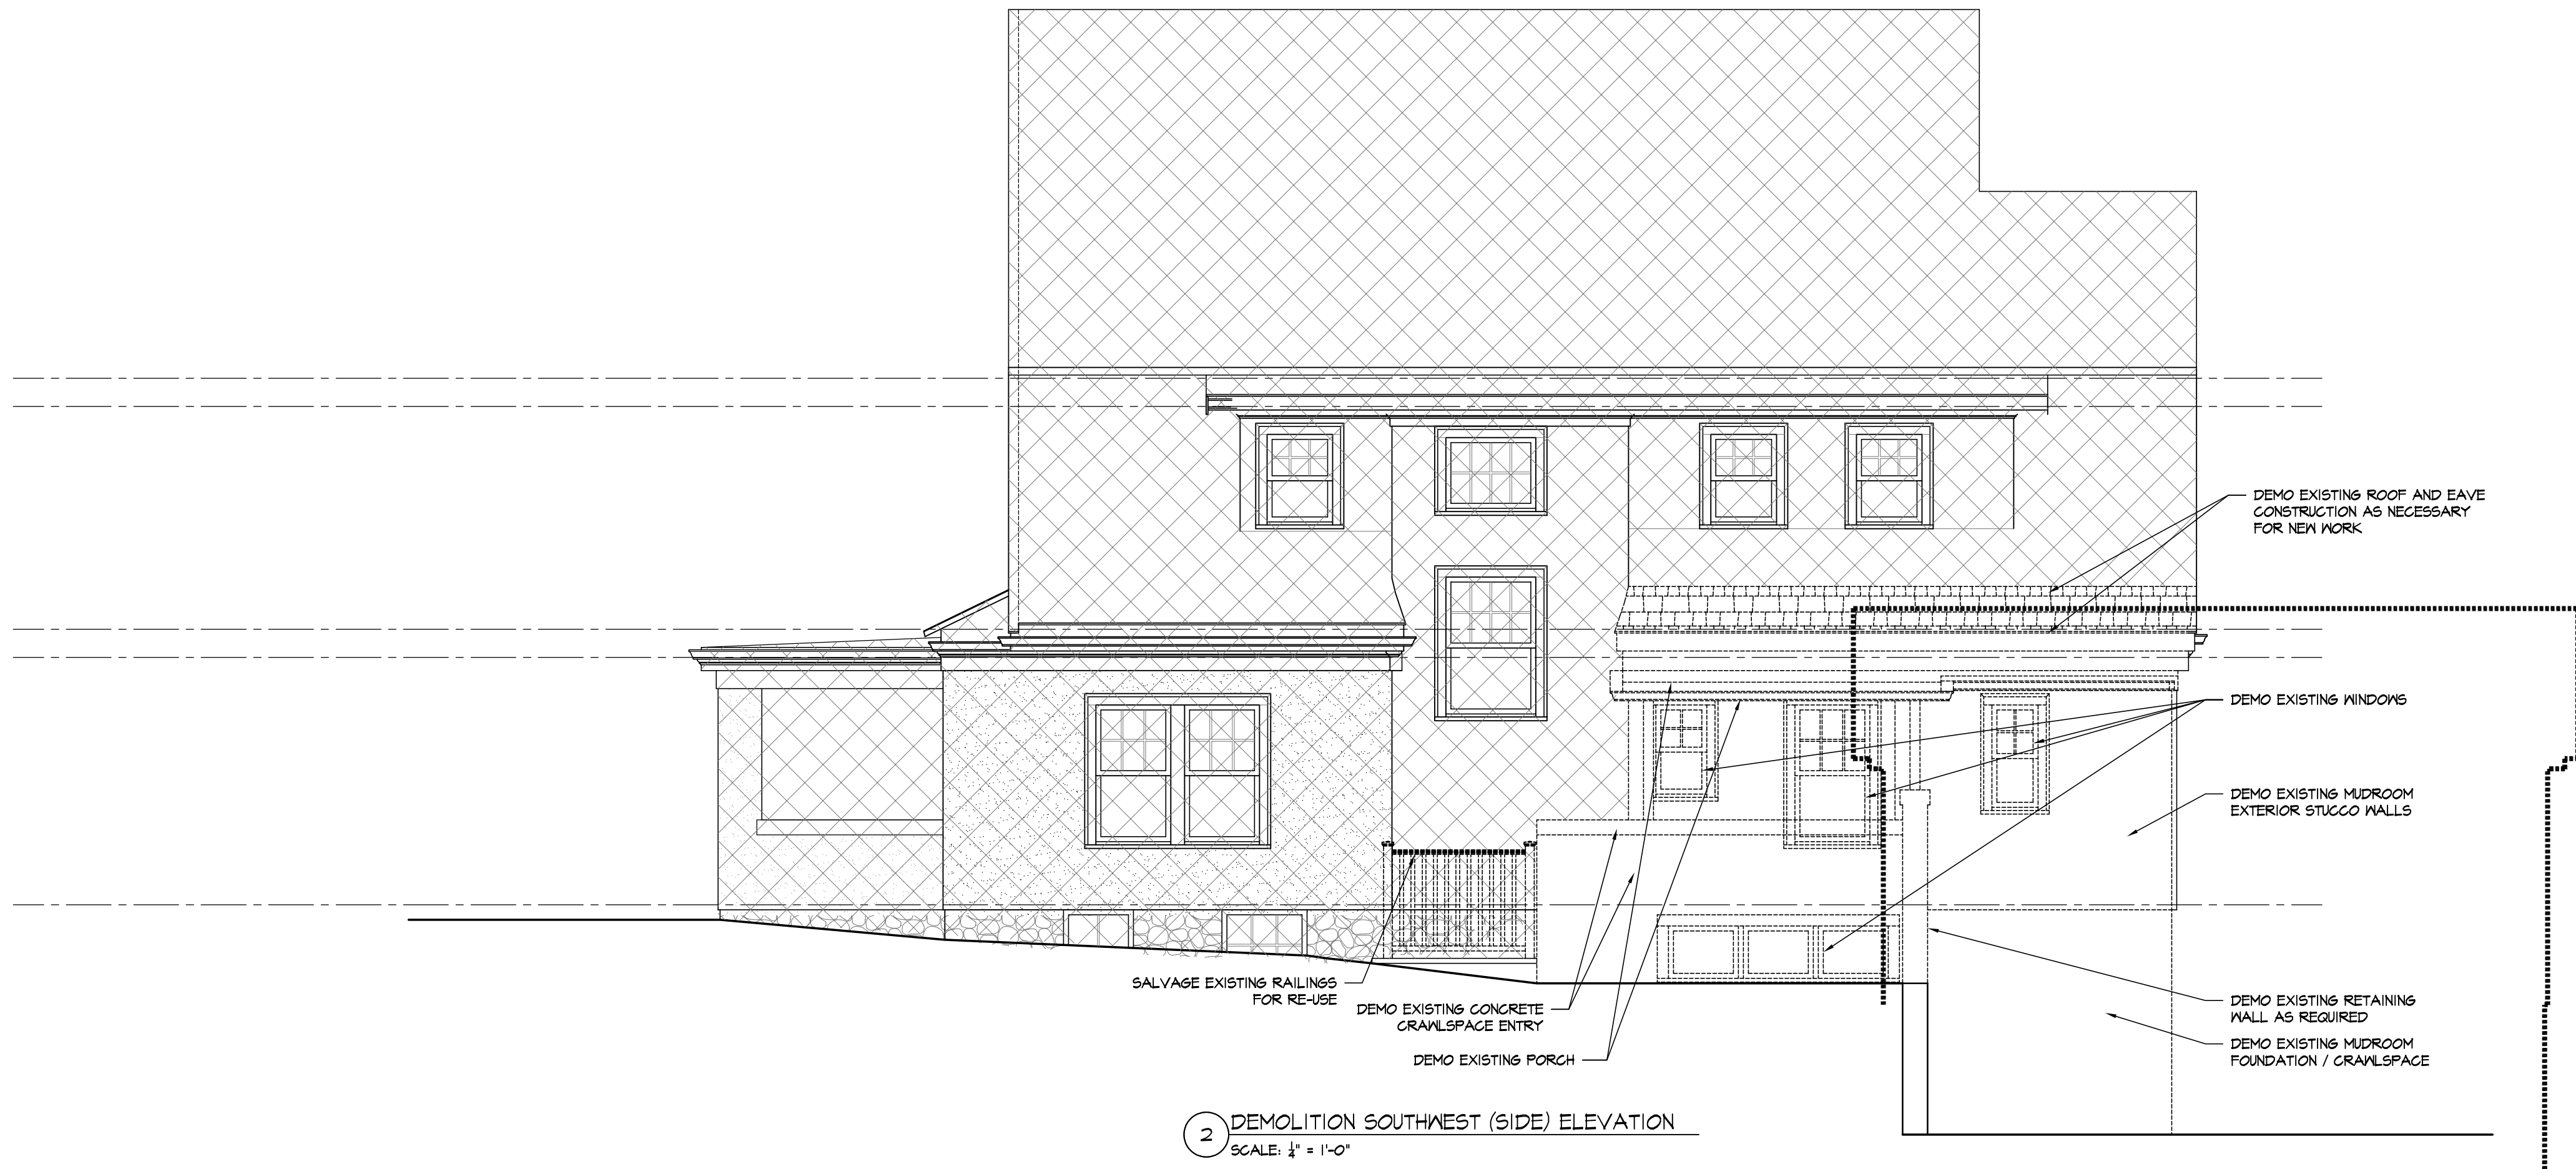 DEMO EXISTING ROOF AND EAVE
CONSTRUCTION AS NECESSARY
FOR NEW WORK
DEMO EXISTING WINDOWS
DEMO EXISTING MUDROOM
EXTERIOR STUCCO WALLS
SALVAGE EXISTING RAILINGS
FOR RE-USE
DEMO EXISTING CONCRETE
CRAWLSPACE ENTRY
DEMO EXISTING PORCH
DEMO EXISTING RETAINING
WALL AS REQUIRED
DEMO EXISTING MUDROOM
FOUNDATION / CRAWLSPACE
2 DEMOLITION SOUTHWEST (SIDE) ELEVATION
SCALE: ¼" = 1'-0"